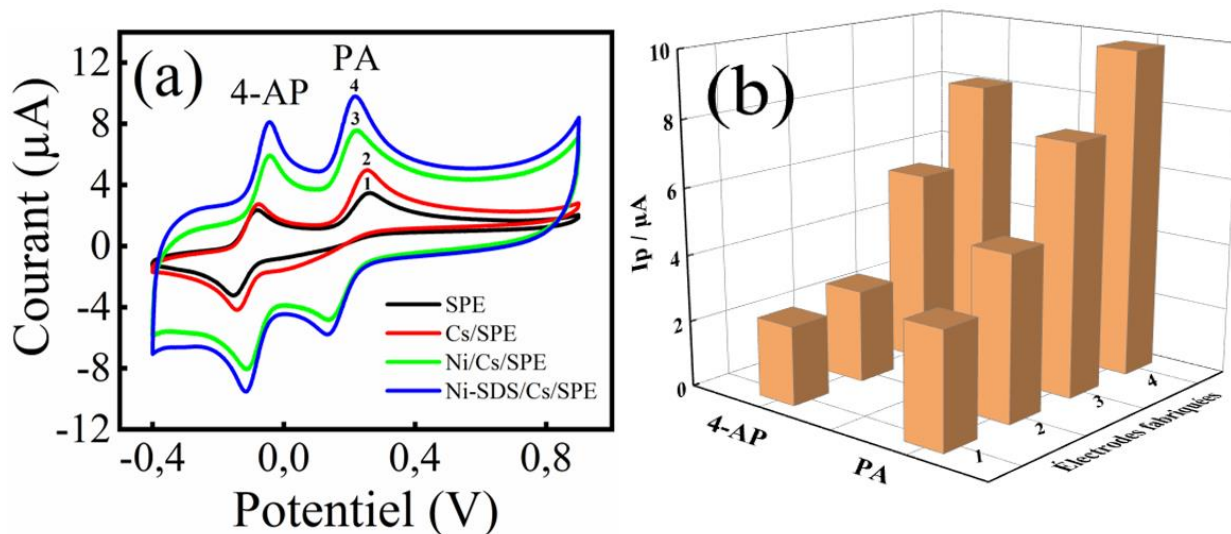 (a)
4-AP
PA
4
3
2
1
12
8
4
0
-4
-8
-12
-0,4
0,0
0,4
0,8
Courant (µA)
Potentiel (V)
SPE
Cs/SPE
Ni/Cs/SPE
Ni-SDS/Cs/SPE
(b)
10
8
6
4
2
0
Ip / µA
4-AP
PA
1
2
3
4
Électrodes fabriquées